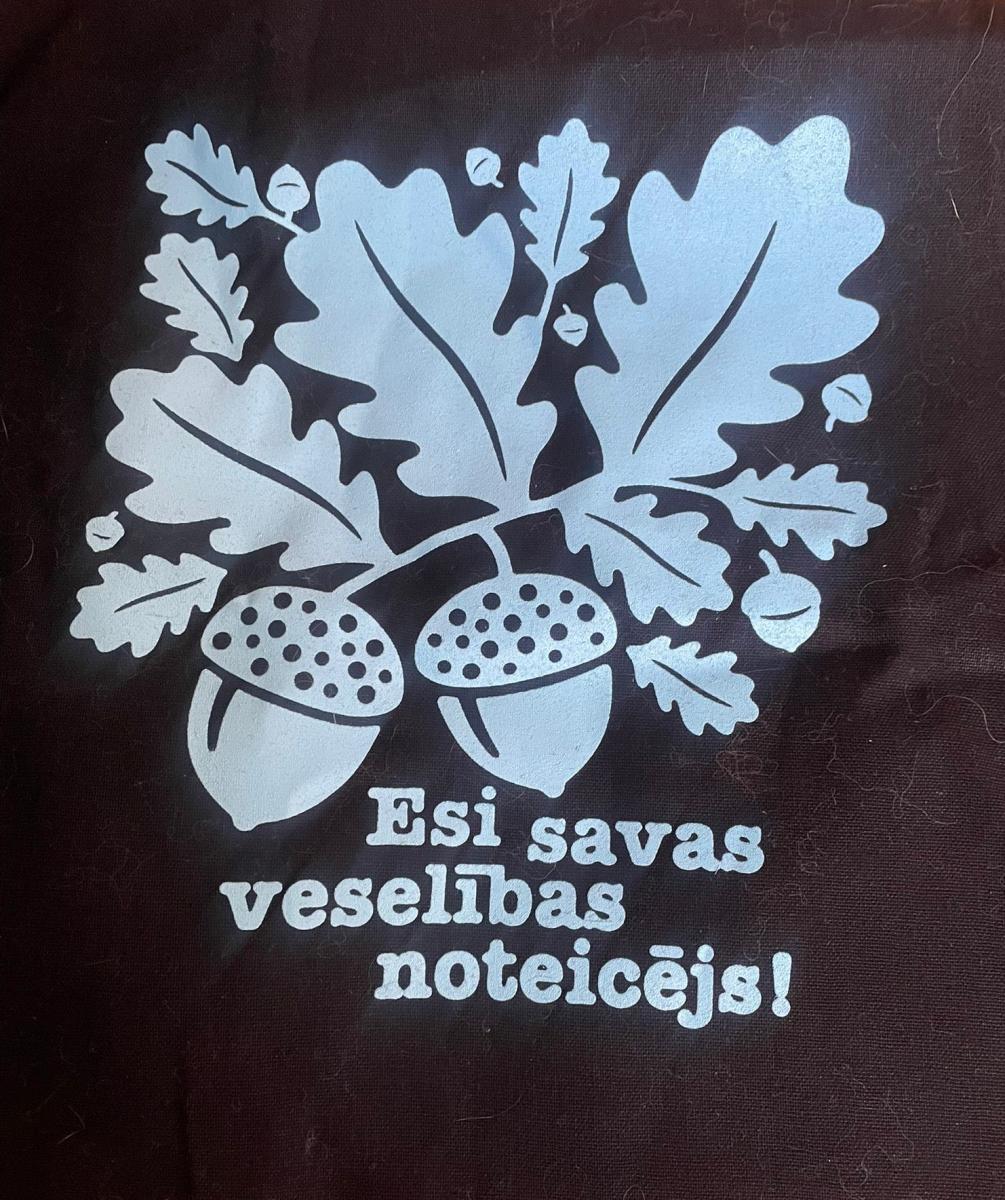 Esi savas
veselības
noteicējs!